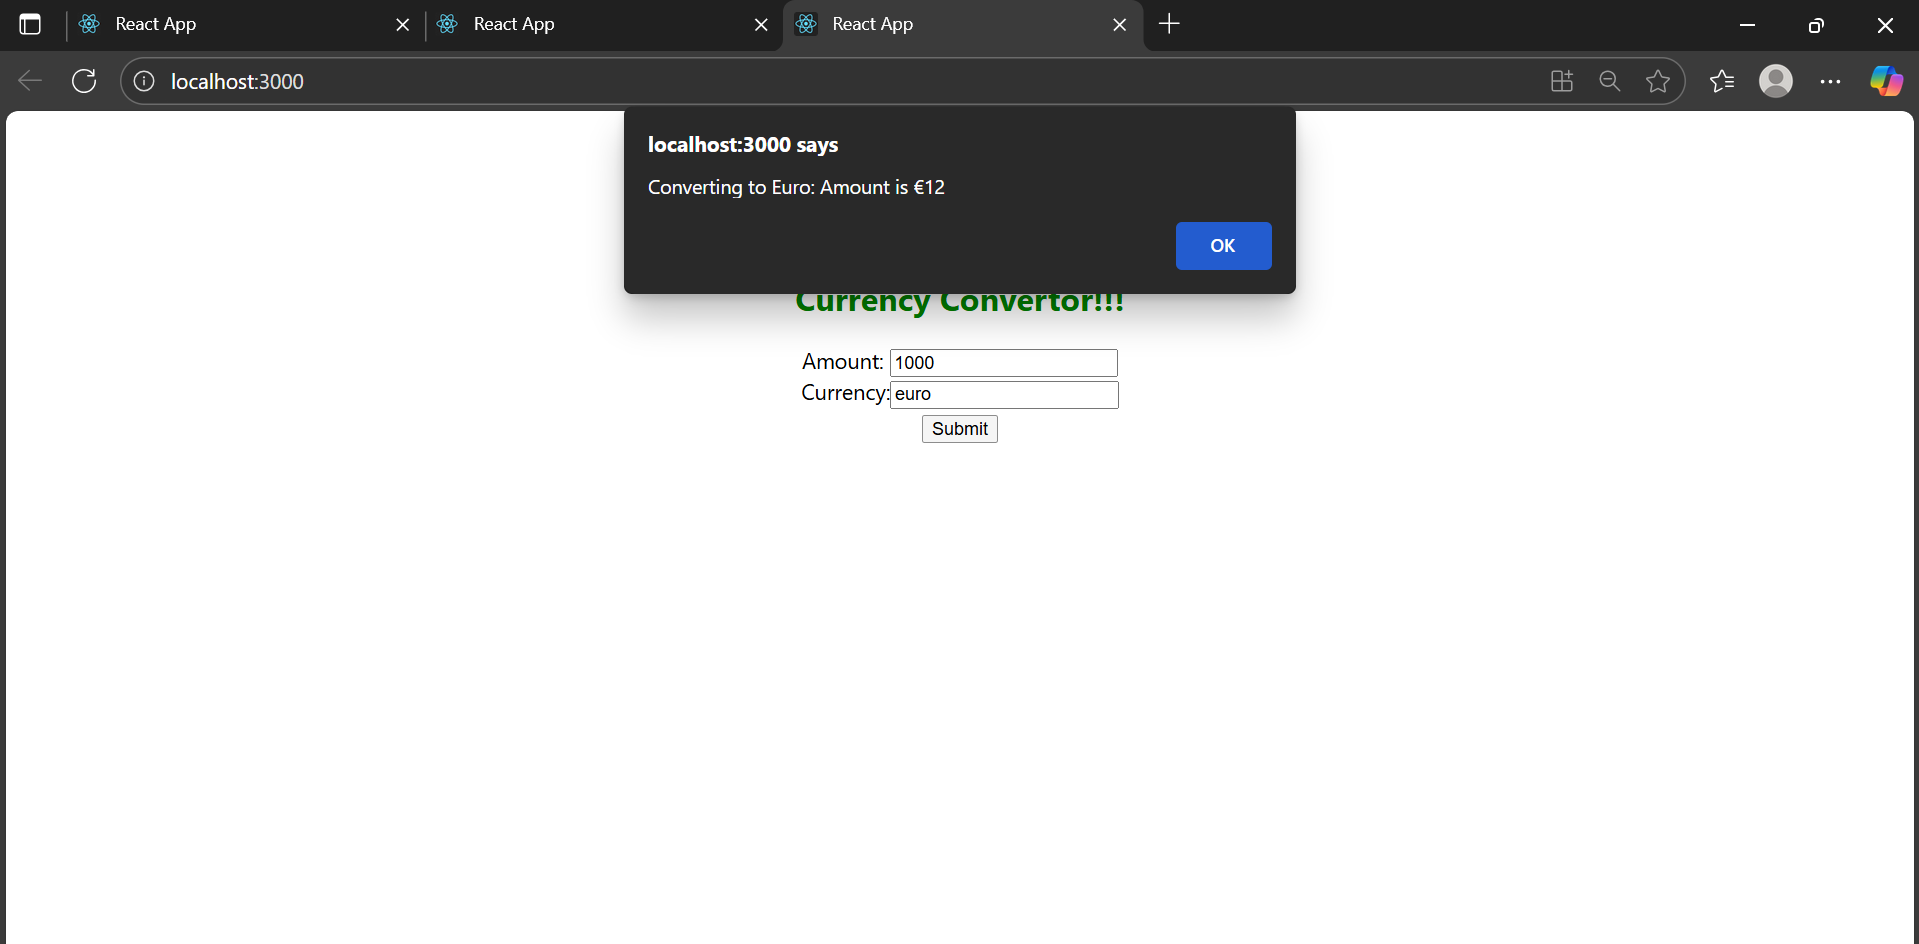 React App
React App
React App
localhost:3000
localhost:3000 says
Converting to Euro: Amount is €12
OK
Currency Convertor!!!
Amount: 1000
Currency: euro
Submit